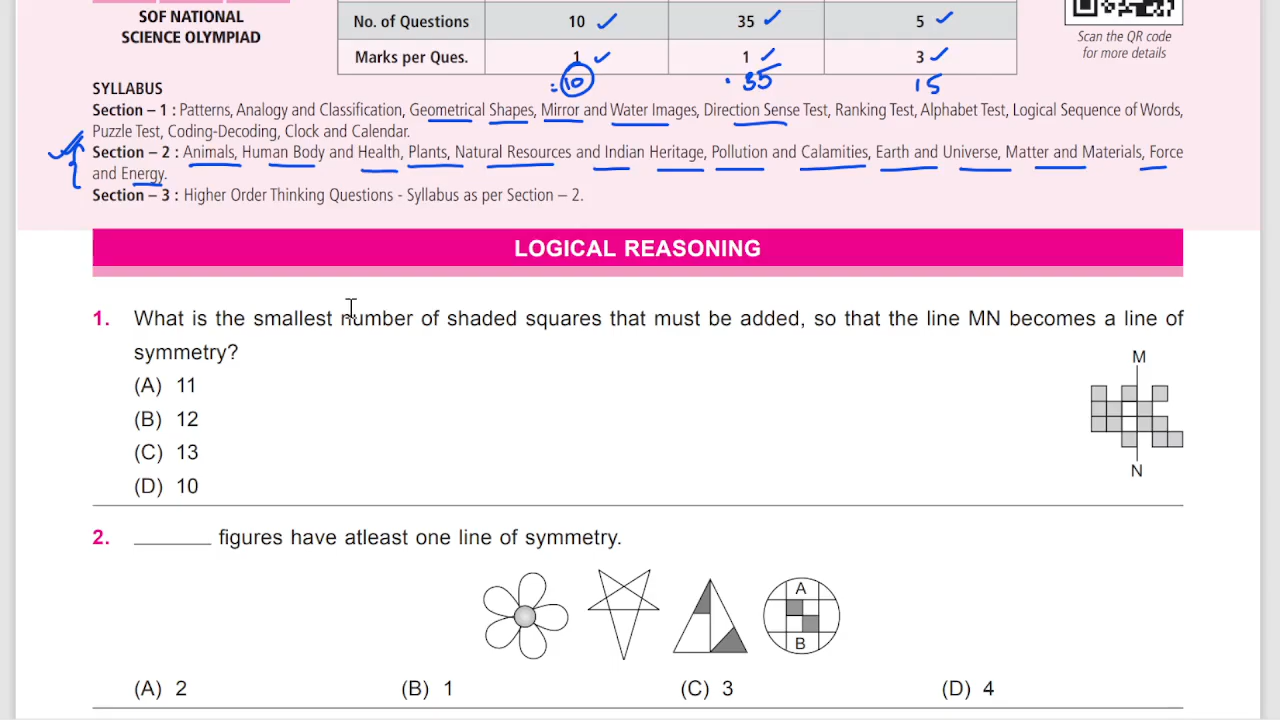 SOF NATIONAL
SCIENCE OLYMPIAD
No. of Questions 10 35 5
Marks per Ques. 1 1 3
:10 . 35 15
Scan the QR code
for more details
SYLLABUS
Section – 1 : Patterns, Analogy and Classification, Geometrical Shapes, Mirror and Water Images, Direction Sense Test, Ranking Test, Alphabet Test, Logical Sequence of Words,
Puzzle Test, Coding-Decoding, Clock and Calendar.
Section – 2 : Animals, Human Body and Health, Plants, Natural Resources and Indian Heritage, Pollution and Calamities, Earth and Universe, Matter and Materials, Force
and Energy.
Section – 3 : Higher Order Thinking Questions - Syllabus as per Section – 2.
LOGICAL REASONING
1. What is the smallest number of shaded squares that must be added, so that the line MN becomes a line of
symmetry?
(A) 11
(B) 12
(C) 13
(D) 10
M
N
2. ________ figures have atleast one line of symmetry.
A
B
(A) 2 (B) 1 (C) 3 (D) 4